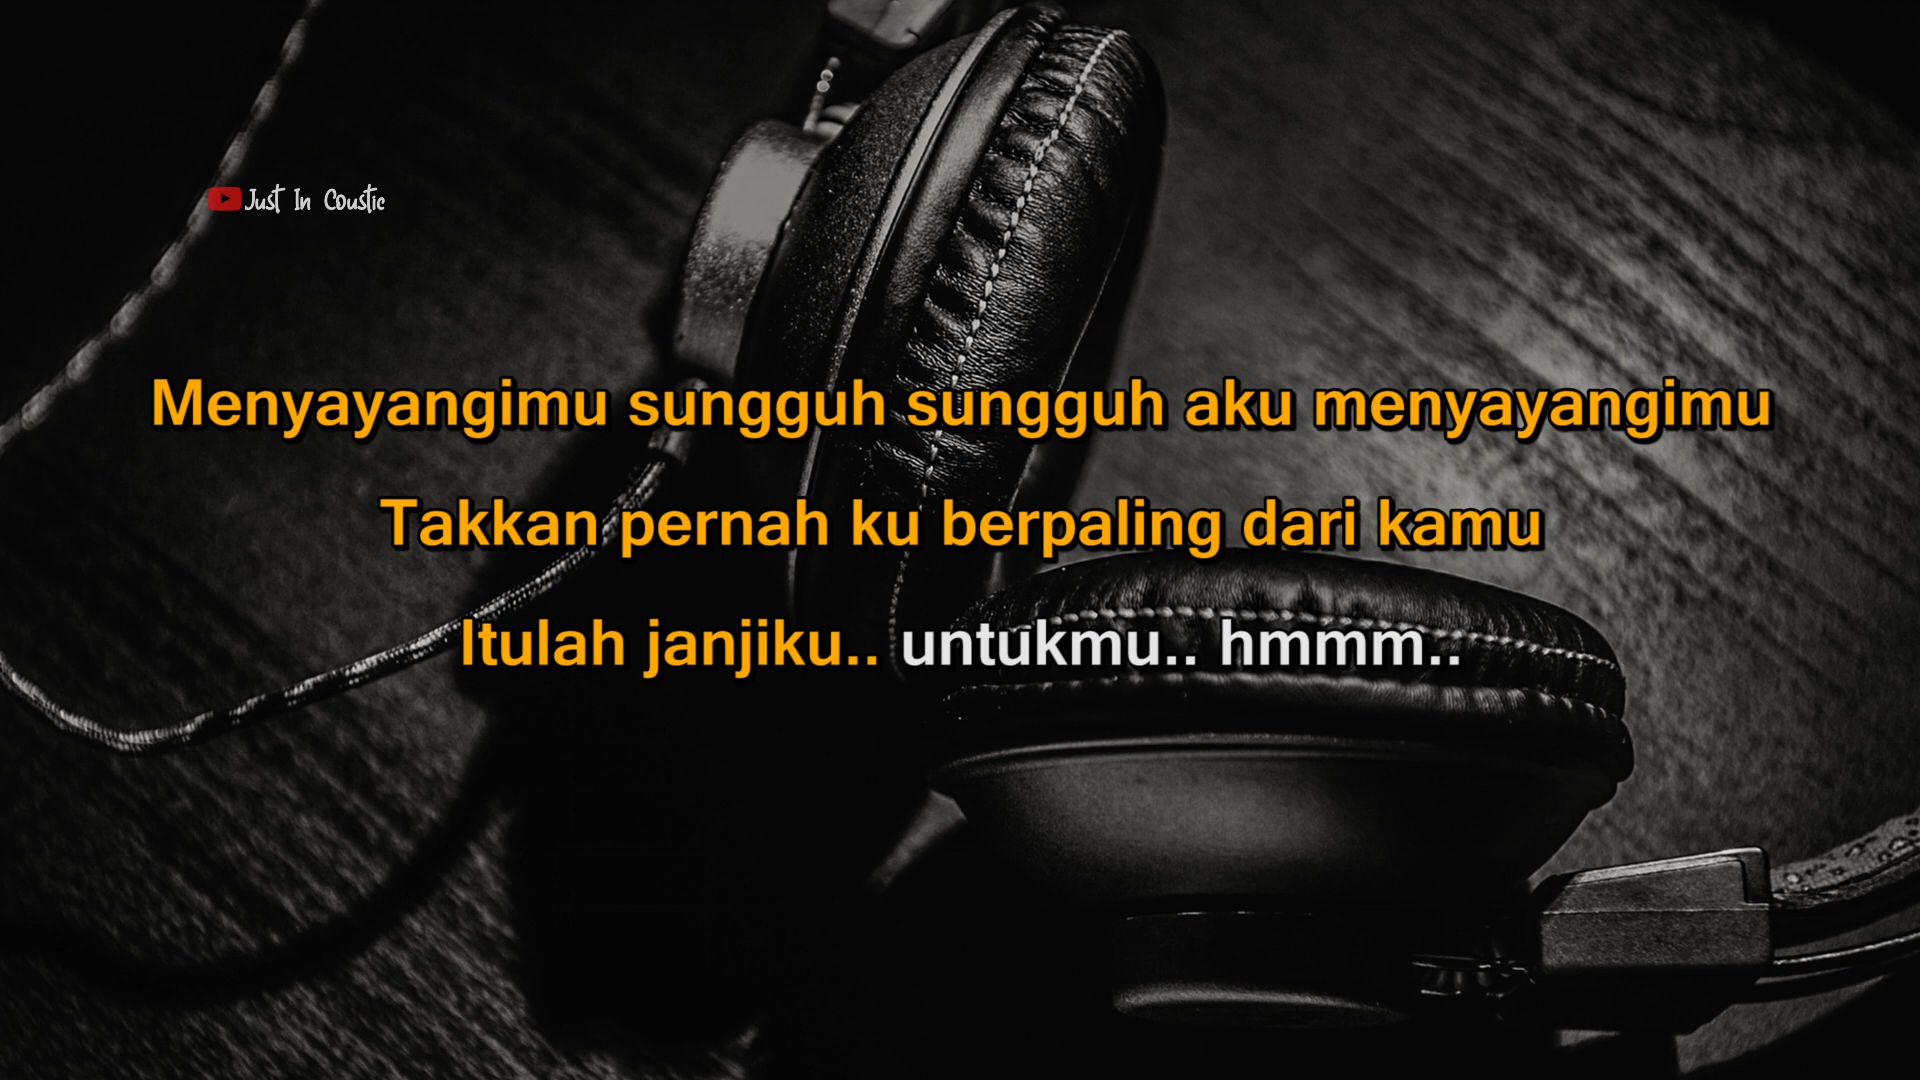 Just In Coustic
Menyayangimu sungguh sungguh aku menyayangimu
Takkan pernah ku berpaling dari kamu
Itulah janjiku.. untukmu.. hmmm..